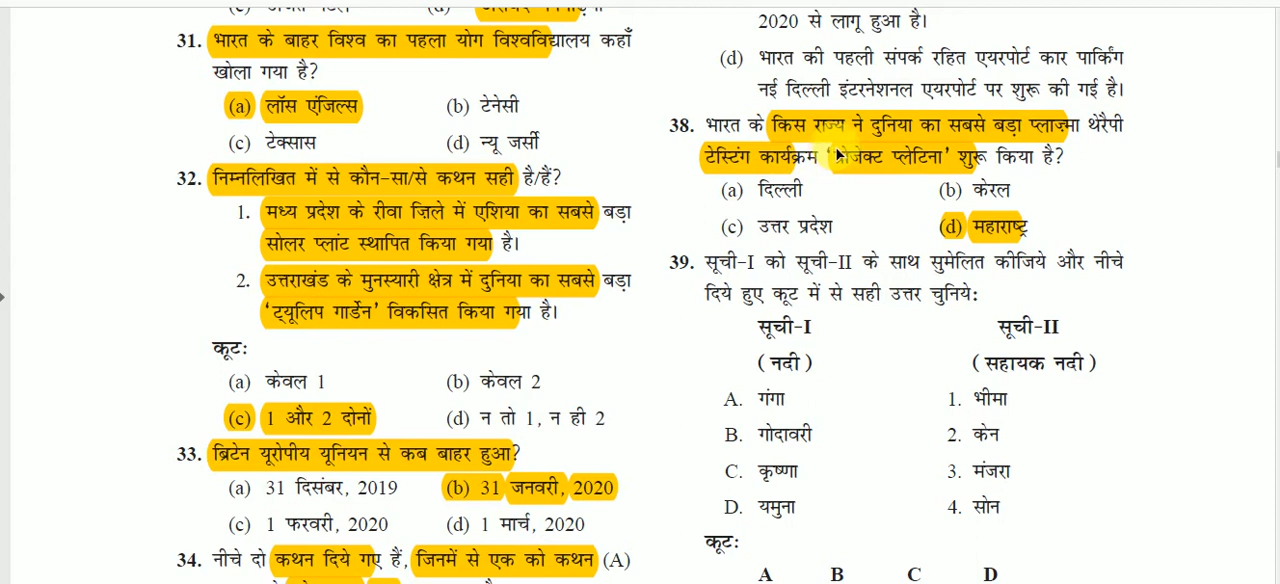 31. भारत के बाहर विश्व का पहला योग विश्वविद्यालय कहाँ
खोला गया है?
(a) लॉस एंजिल्स (b) टेनेसी
(c) टेक्सास (d) न्यू जर्सी
32. निम्नलिखित में से कौन-सा/से कथन सही है/हैं?
1. मध्य प्रदेश के रीवा ज़िले में एशिया का सबसे बड़ा
सोलर प्लांट स्थापित किया गया है।
2. उत्तराखंड के मुनस्यारी क्षेत्र में दुनिया का सबसे बड़ा
‘ट्यूलिप गार्डेन’ विकसित किया गया है।
कूटः
(a) केवल 1 (b) केवल 2
(c) 1 और 2 दोनों (d) न तो 1, न ही 2
33. ब्रिटेन यूरोपीय यूनियन से कब बाहर हुआ?
(a) 31 दिसंबर, 2019 (b) 31 जनवरी, 2020
(c) 1 फरवरी, 2020 (d) 1 मार्च, 2020
34. नीचे दो कथन दिये गए हैं, जिनमें से एक को कथन (A)
2020 से लागू हुआ है।
(d) भारत की पहली संपर्क रहित एयरपोर्ट कार पार्किंग
नई दिल्ली इंटरनेशनल एयरपोर्ट पर शुरू की गई है।
38. भारत के किस राज्य ने दुनिया का सबसे बड़ा प्लाज़्मा थेरैपी
टेस्टिंग कार्यक्रम ‘प्रोजेक्ट प्लेटिना’ शुरू किया है?
(a) दिल्ली (b) केरल
(c) उत्तर प्रदेश (d) महाराष्ट्र
39. सूची-I को सूची-II के साथ सुमेलित कीजिये और नीचे
दिये हुए कूट में से सही उत्तर चुनियेः
सूची-I सूची-II
(नदी) (सहायक नदी)
A. गंगा 1. भीमा
B. गोदावरी 2. केन
C. कृष्णा 3. मंजरा
D. यमुना 4. सोन
कूटः
A B C D